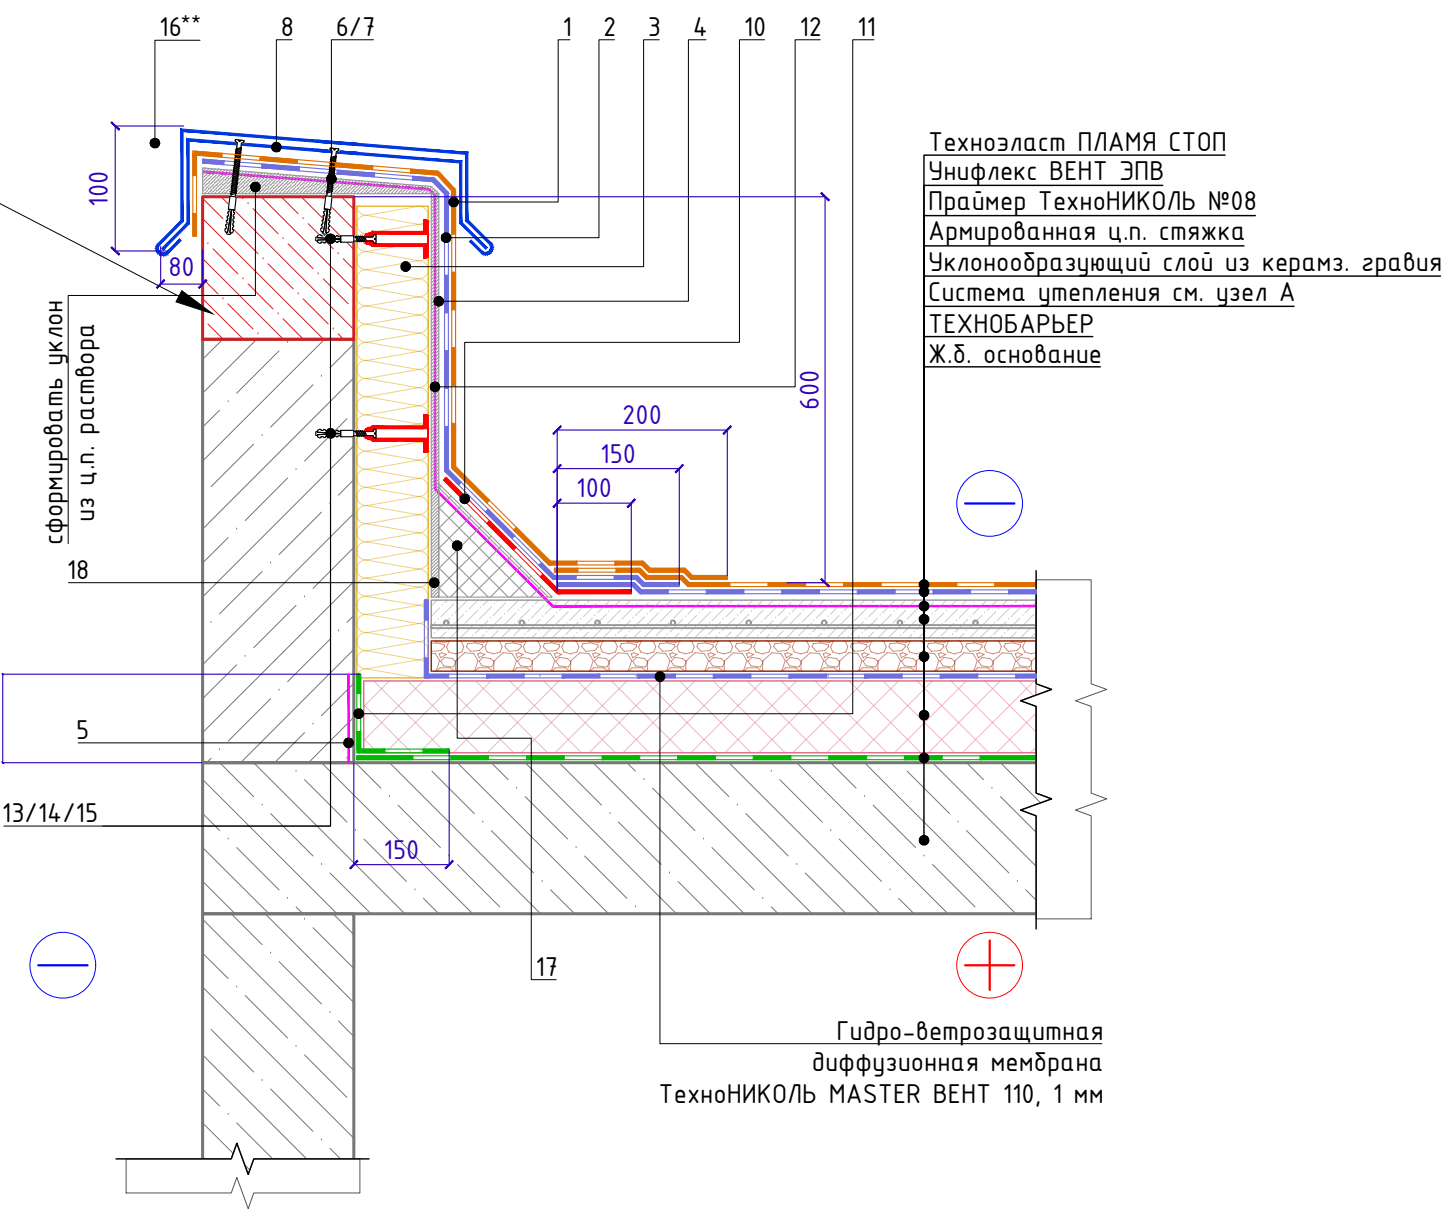 16**
8
6/7
1
2
3
4
10
12
11
Техноэласт ПЛАМЯ СТОП
Унифлекс ВЕНТ ЭПВ
Праймер ТехноНИКОЛЬ №08
Армированная ц.п. стяжка
Уклонообразующий слой из керамз. гравия
Система утепления см. узел А
ТЕХНОБАРЬЕР
Ж.б. основание
100
80
сформировать уклон
из ц.п. раствора
600
200
150
100
18
5
13/14/15
150
17
Гидро-ветрозащитная
диффузионная мембрана
ТехноНИКОЛЬ MASTER ВЕНТ 110, 1 мм